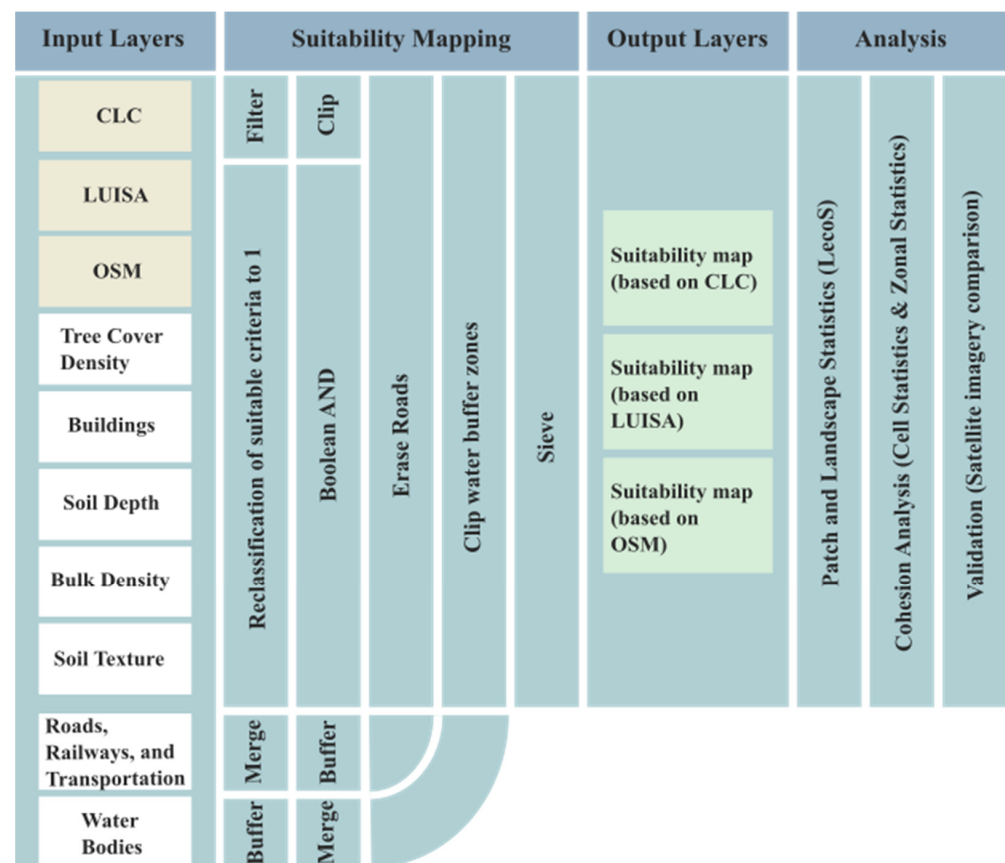 Input Layers
Suitability Mapping
Output Layers
Analysis
CLC
LUISA
OSM
Tree Cover
Density
Buildings
Soil Depth
Bulk Density
Soil Texture
Roads,
Railways, and
Transportation
Water
Bodies
Filter
Clip
Reclassification of suitable criteria to 1
Boolean AND
Erase Roads
Clip water buffer zones
Sieve
Merge
Buffer
Buffer
Merge
Suitability map
(based on CLC)
Suitability map
(based on
LUISA)
Suitability map
(based on
OSM)
Patch and Landscape Statistics (LecoS)
Cohesion Analysis (Cell Statistics & Zonal Statistics)
Validation (Satellite imagery comparison)